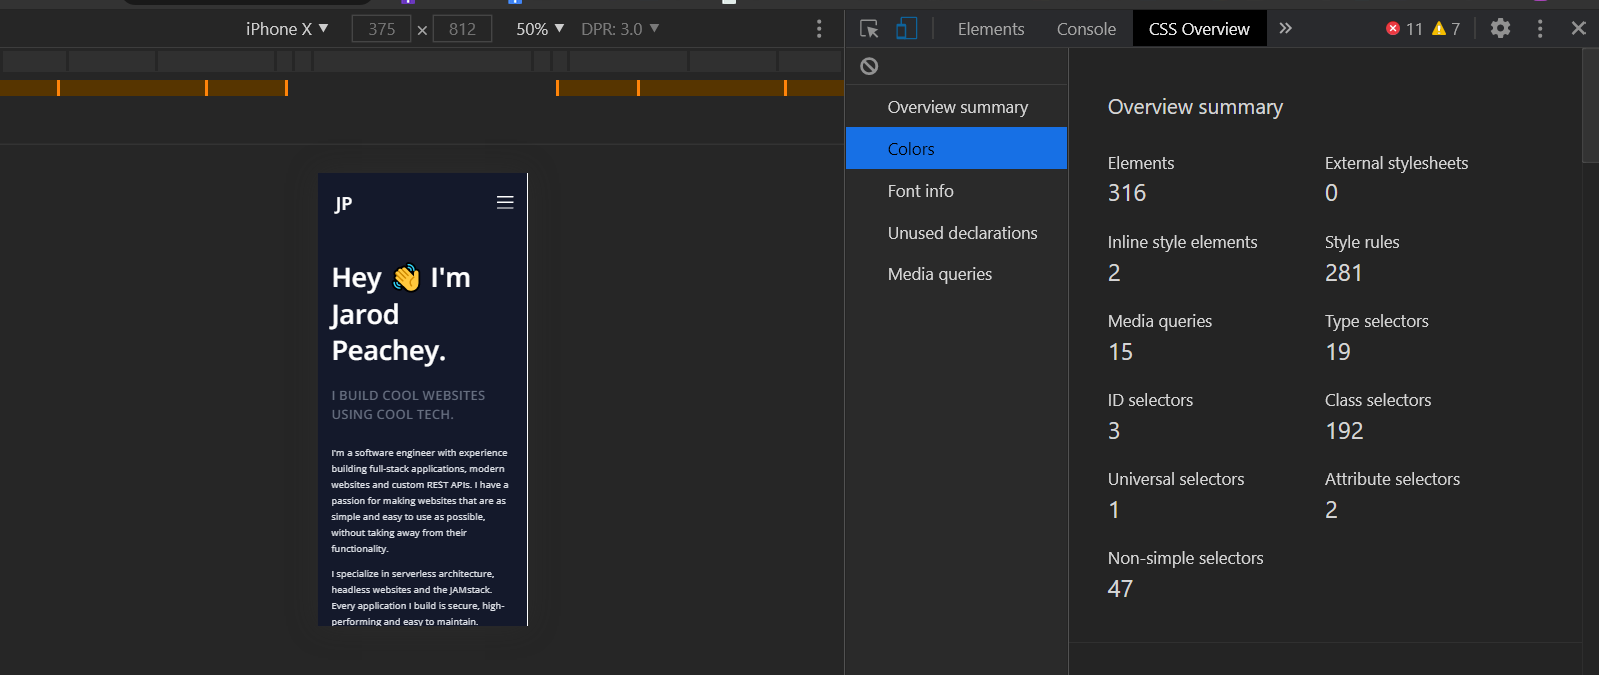 iPhone X ▼ 375 × 812 50% ▼ DPR: 3.0 ▼
Elements Console CSS Overview » 11 7
JP
Hey 👋 I'm
Jarod
Peachey.
I BUILD COOL WEBSITES
USING COOL TECH.
I'm a software engineer with experience
building full-stack applications, modern
websites and custom REST APIs. I have a
passion for making websites that are as
simple and easy to use as possible,
without taking away from their
functionality.
I specialize in serverless architecture,
headless websites and the JAMstack.
Every application I build is secure, high-
performing and easy to maintain.
Overview summary
Colors
Font info
Unused declarations
Media queries
Overview summary
Elements
316
External stylesheets
0
Inline style elements
2
Style rules
281
Media queries
15
Type selectors
19
ID selectors
3
Class selectors
192
Universal selectors
1
Attribute selectors
2
Non-simple selectors
47